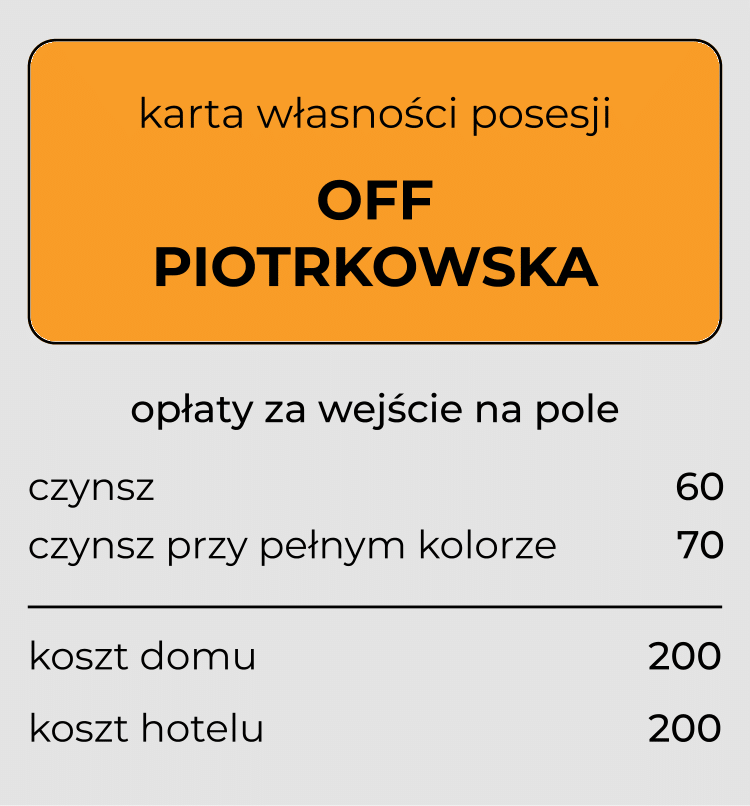 karta własności posesji
OFF
PIOTRKOWSKA
opłaty za wejście na pole
czynsz 60
czynsz przy pełnym kolorze 70
koszt domu 200
koszt hotelu 200